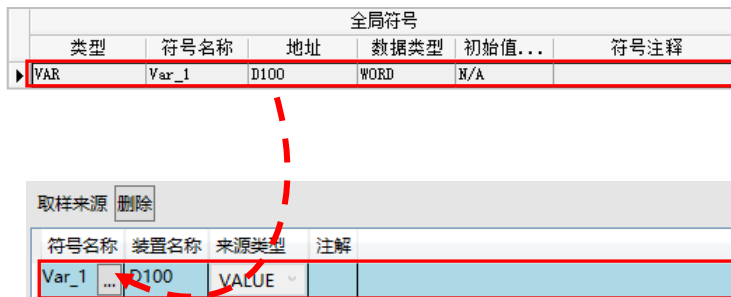 全局符号
类型 符号名称 地址 数据类型 初始值... 符号注释
VAR Var_1 D100 WORD N/A
取样来源 删除
符号名称 装置名称 来源类型 注解
Var_1 ... D100 VALUE